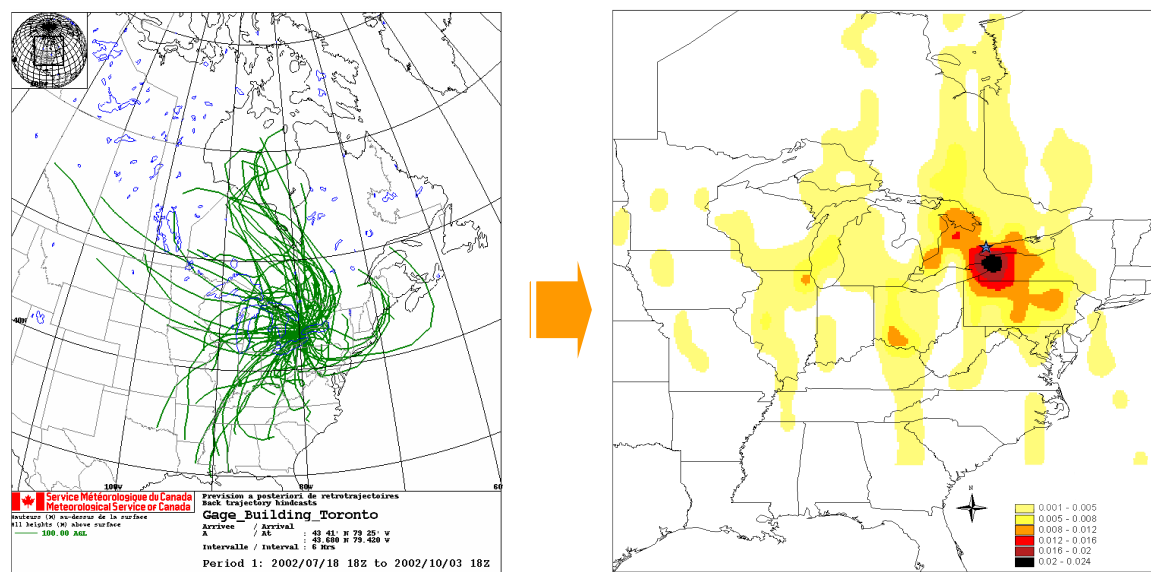 40N
100W
80W
60
Service Météorologique du Canada
Meteorological Service of Canada
Hauteurs (M) au-dessus de la surface
All heights (M) above surface
100.00 AGL
Prevision a posteriori de retrotrajectoires
Back trajectory hindcasts
Gage_Building_Toronto
Arrivee / Arrival
A / At : 43 41' N 79 25' W
: 43.680 N 79.420 W
Intervalle / Interval : 6 Hrs
Period 1: 2002/07/18 18Z to 2002/10/03 18Z
N
0.001 - 0.005
0.005 - 0.008
0.008 - 0.012
0.012 - 0.016
0.016 - 0.02
0.02 - 0.024